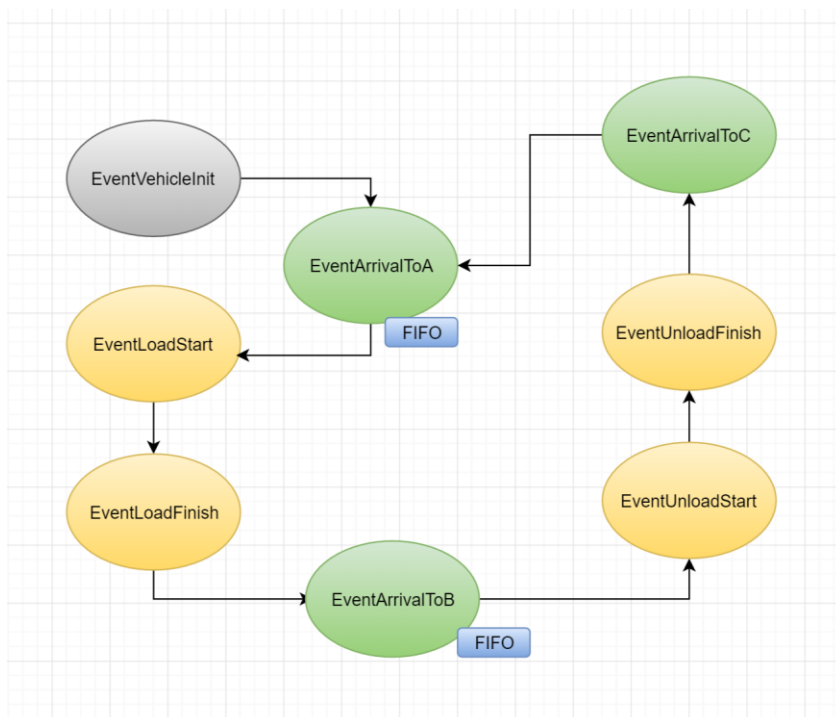 EventVehicleInit
EventArrivalToA
FIFO
EventLoadStart
EventLoadFinish
EventArrivalToB
FIFO
EventUnloadStart
EventUnloadFinish
EventArrivalToC